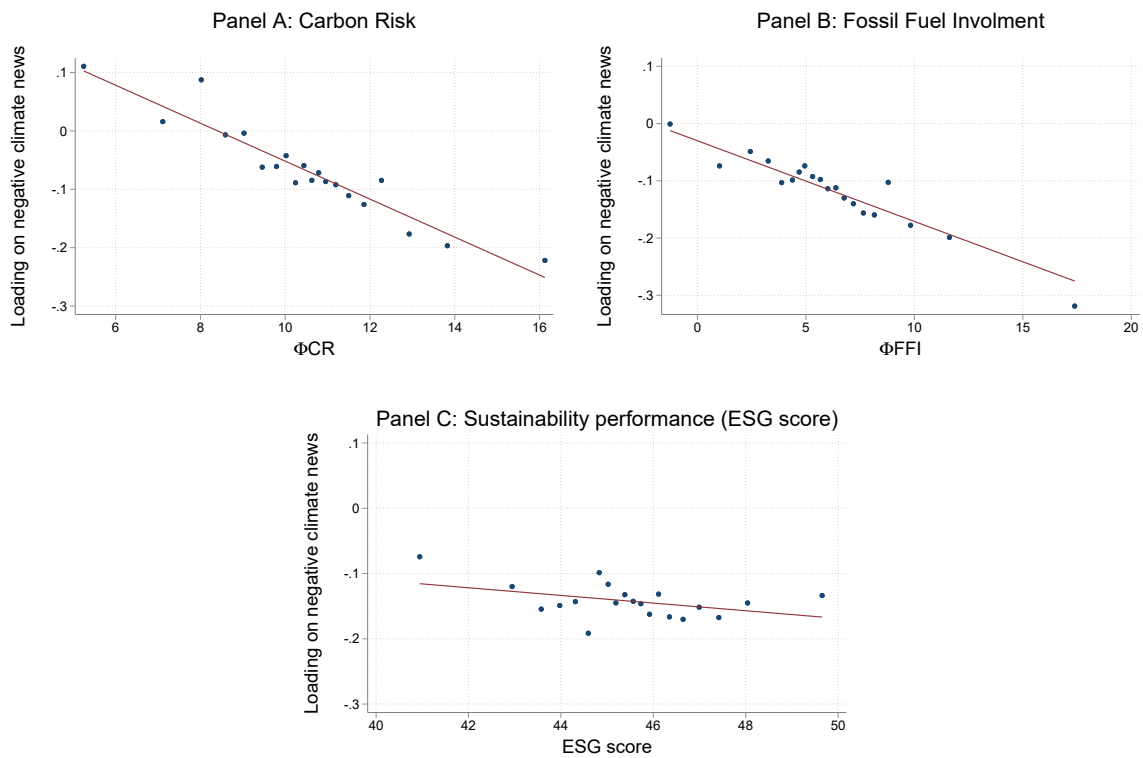 Panel A: Carbon Risk
Loading on negative climate news
.1
0
-.1
-.2
-.3
6 8 10 12 14 16
ΦCR
Panel B: Fossil Fuel Involment
Loading on negative climate news
.1
0
-.1
-.2
-.3
0 5 10 15 20
ΦFFI
Panel C: Sustainability performance (ESG score)
Loading on negative climate news
.1
0
-.1
-.2
-.3
40 42 44 46 48 50
ESG score